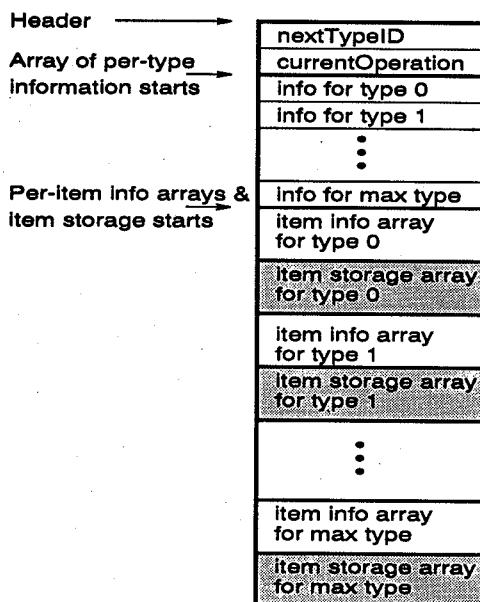 Header
nextTypeID
Array of per-type
information starts
currentOperation
info for type 0
info for type 1
Per-item info arrays &
item storage starts
info for max type
item info array
for type 0
item storage array
for type 0
item info array
for type 1
item storage array
for type 1
item info array
for max type
item storage array
for max type